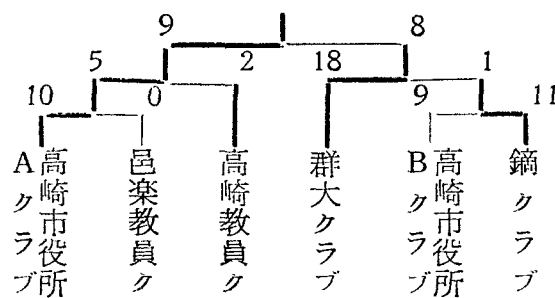 9 8
5 2 18 1
10 0 9 11
高崎市役所
Aクラブ
邑楽教員ク
高崎教員ク
群大クラブ
高崎市役所
Bクラブ
鏑クラブ